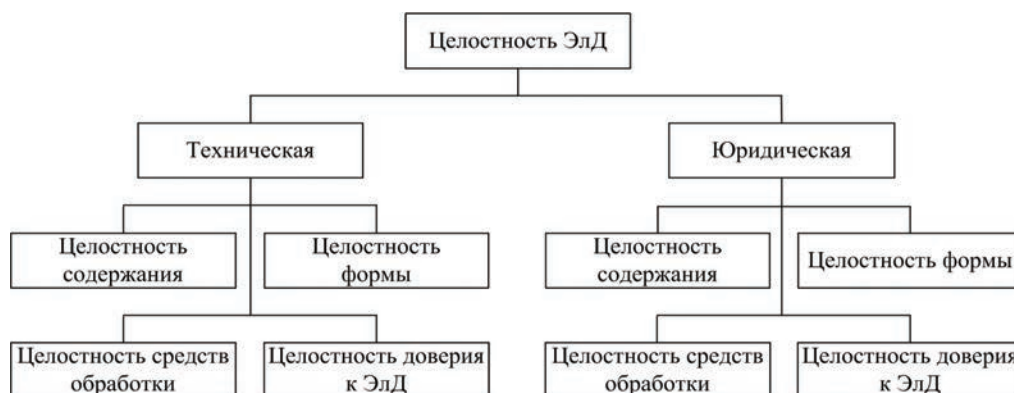 Целостность ЭлД
Техническая
Юридическая
Целостность
содержания
Целостность
формы
Целостность
содержания
Целостность формы
Целостность средств
обработки
Целостность доверия
к ЭлД
Целостность средств
обработки
Целостность доверия
к ЭлД